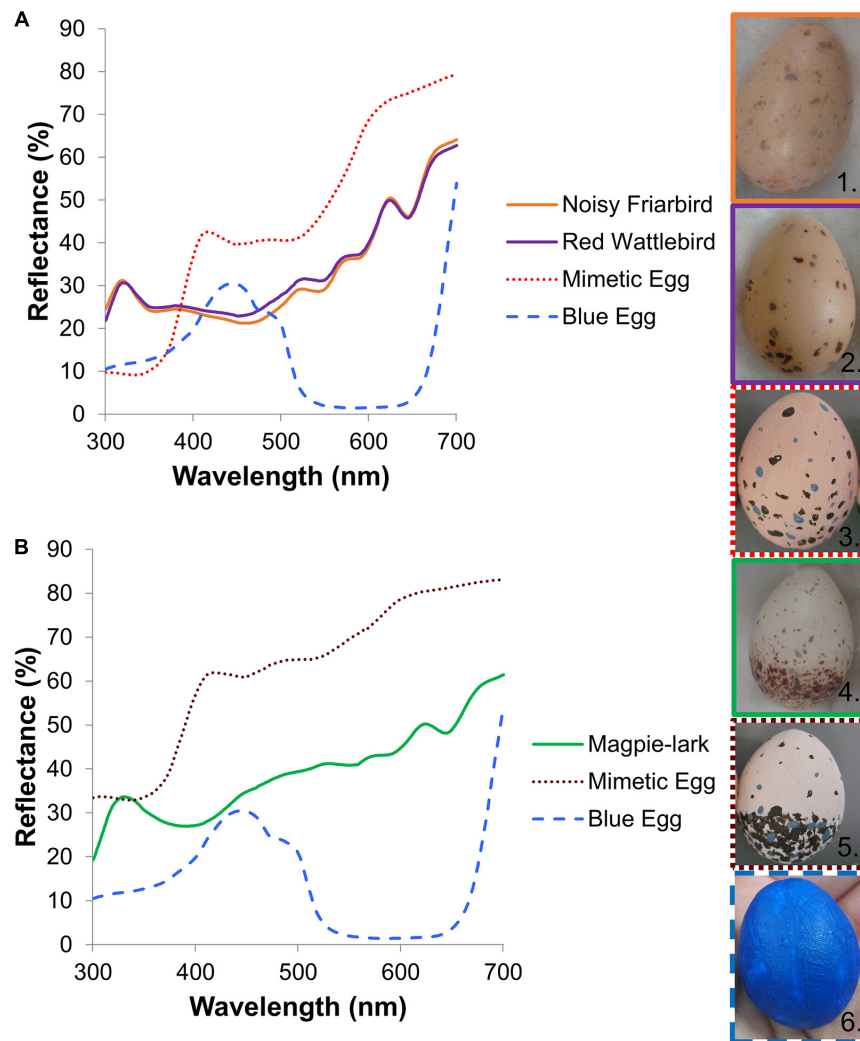 A
90
80
70
60
50
40
30
20
10
0
Reflectance (%)
300 400 500 600 700
Wavelength (nm)
Noisy Friarbird
Red Wattlebird
Mimetic Egg
Blue Egg
B
90
80
70
60
50
40
30
20
10
0
Reflectance (%)
300 400 500 600 700
Wavelength (nm)
Magpie-lark
Mimetic Egg
Blue Egg
1.
2.
3.
4.
5.
6.